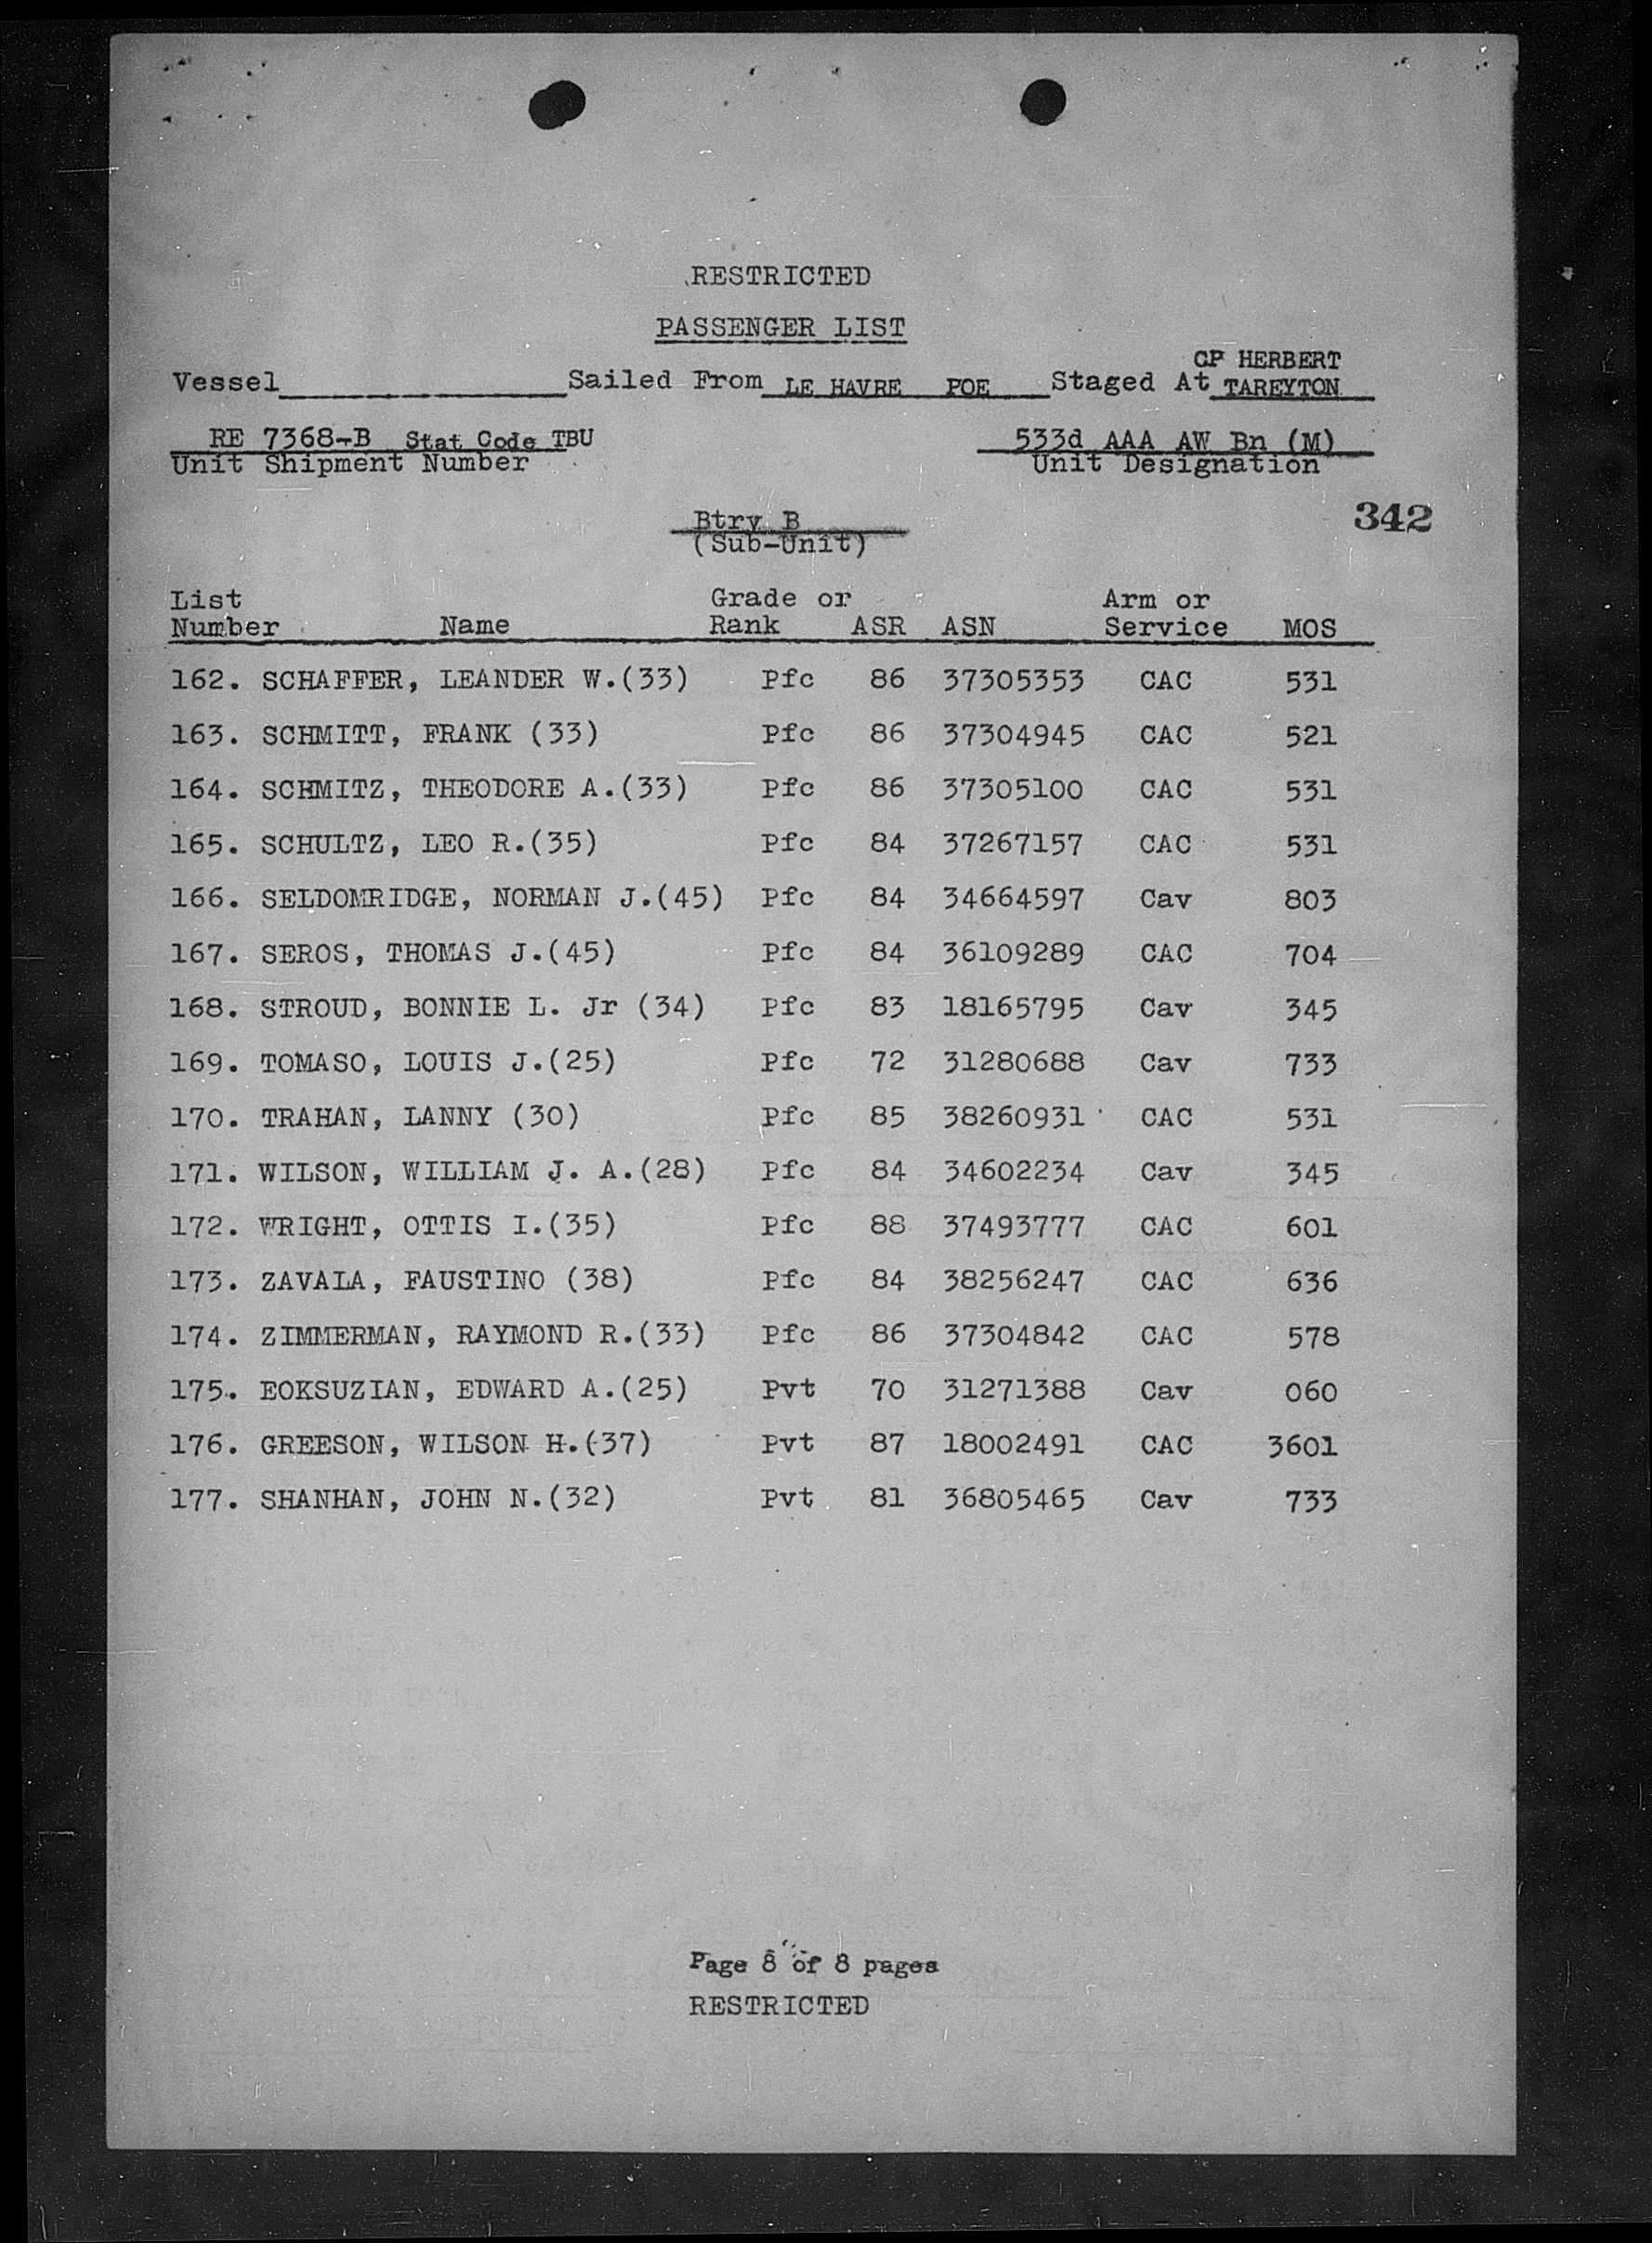 RESTRICTED
PASSENGER LIST
CP HERBERT
Vessel Sailed From LE HAVRE POE Staged At TAREYTON
RE 7368-B Stat Code TBU 533d AAA AW Bn (M)
Unit Shipment Number Unit Designation
342
Btry B
(Sub-Unit)
List Grade or Arm or
Number Name Rank ASR ASN Service MOS
162. SCHAFFER, LEANDER W.(33) Pfc 86 37305353 CAC 531
163. SCHMITT, FRANK (33) Pfc 86 37304945 CAC 521
164. SCHMITZ, THEODORE A.(33) Pfc 86 37305100 CAC 531
165. SCHULTZ, LEO R.(35) Pfc 84 37267157 CAC 531
166. SELDOMRIDGE, NORMAN J.(45) Pfc 84 34664597 Cav 803
167. SEROS, THOMAS J.(45) Pfc 84 36109289 CAC 704
168. STROUD, BONNIE L. Jr (34) Pfc 83 18165795 Cav 345
169. TOMASO, LOUIS J.(25) Pfc 72 31280688 Cav 733
170. TRAHAN, LANNY (30) Pfc 85 38260931 CAC 531
171. WILSON, WILLIAM J. A.(28) Pfc 84 34602234 Cav 345
172. WRIGHT, OTTIS I.(35) Pfc 88 37493777 CAC 601
173. ZAVALA, FAUSTINO (38) Pfc 84 38256247 CAC 636
174. ZIMMERMAN, RAYMOND R.(33) Pfc 86 37304842 CAC 578
175. EOKSUZIAN, EDWARD A.(25) Pvt 70 31271388 Cav 060
176. GREESON, WILSON H.(37) Pvt 87 18002491 CAC 3601
177. SHANHAN, JOHN N.(32) Pvt 81 36805465 Cav 733
Page 8 of 8 pages
RESTRICTED